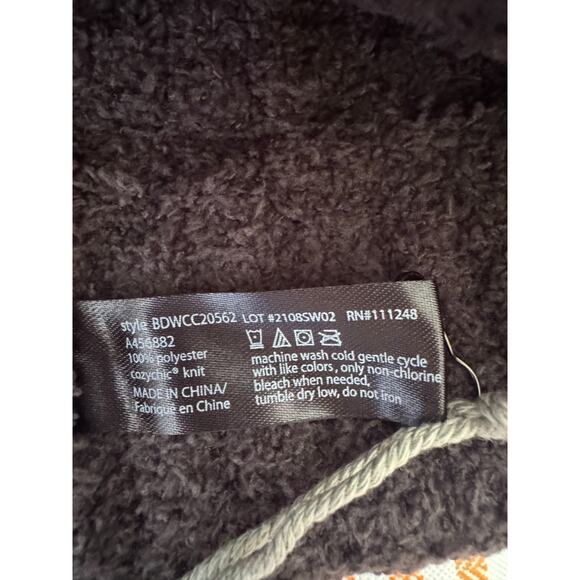 style BDWCC20562 LOT #2108SW02 RN#111248
A456882
100% polyester
cozychic® knit
MADE IN CHINA/
Fabriqué en Chine
machine wash cold gentle cycle
with like colors, only non-chlorine
bleach when needed,
tumble dry low, do not iron